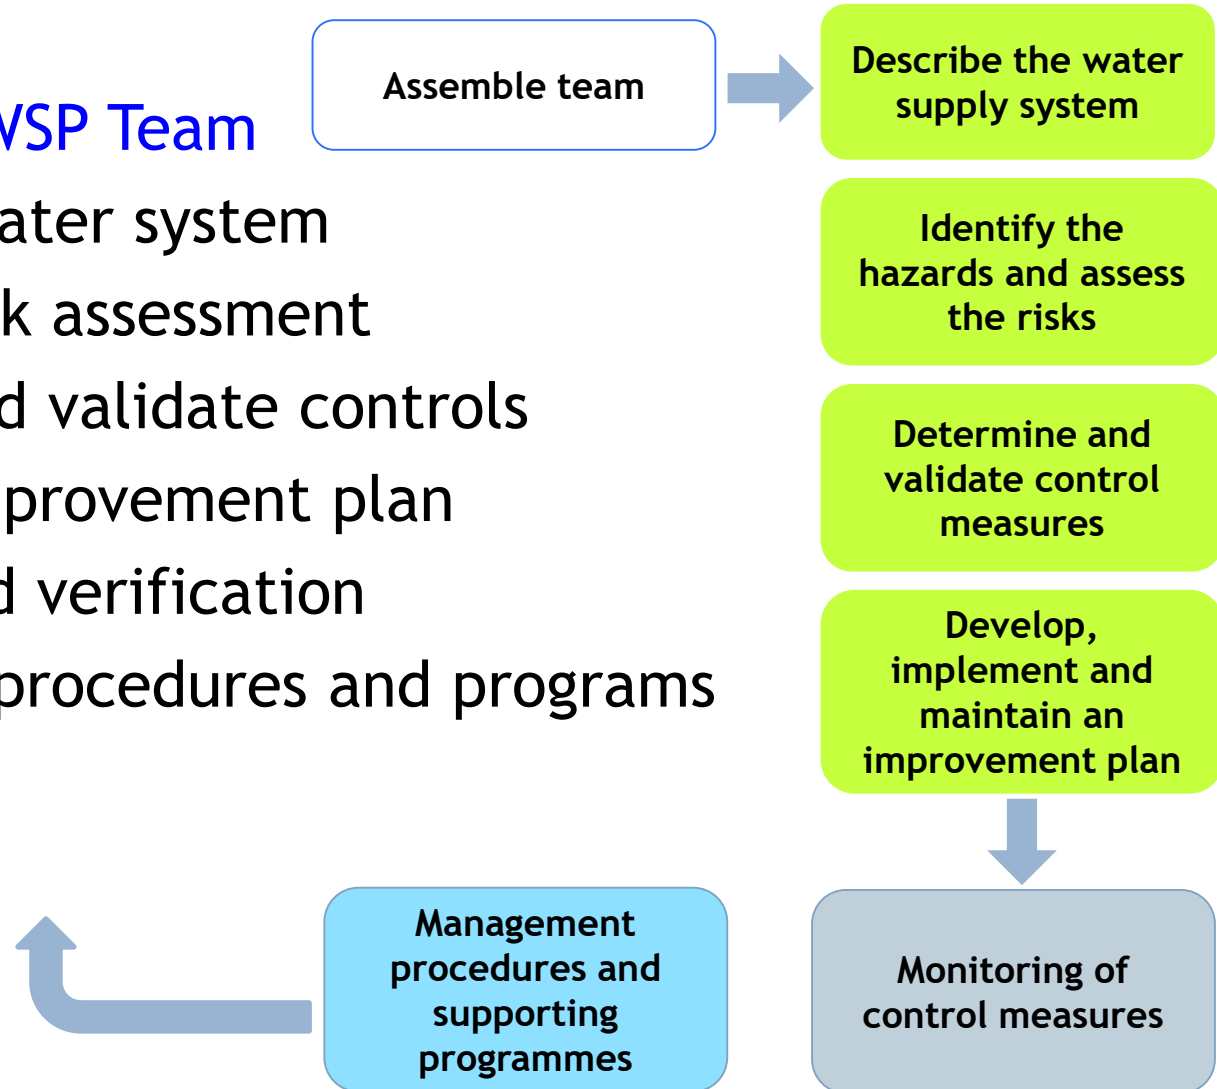 WSP Team
ater system
k assessment
d validate controls
provement plan
d verification
procedures and programs
Assemble team
Describe the water
supply system
Identify the
hazards and assess
the risks
Determine and
validate control
measures
Develop,
implement and
maintain an
improvement plan
Monitoring of
control measures
Management
procedures and
supporting
programmes